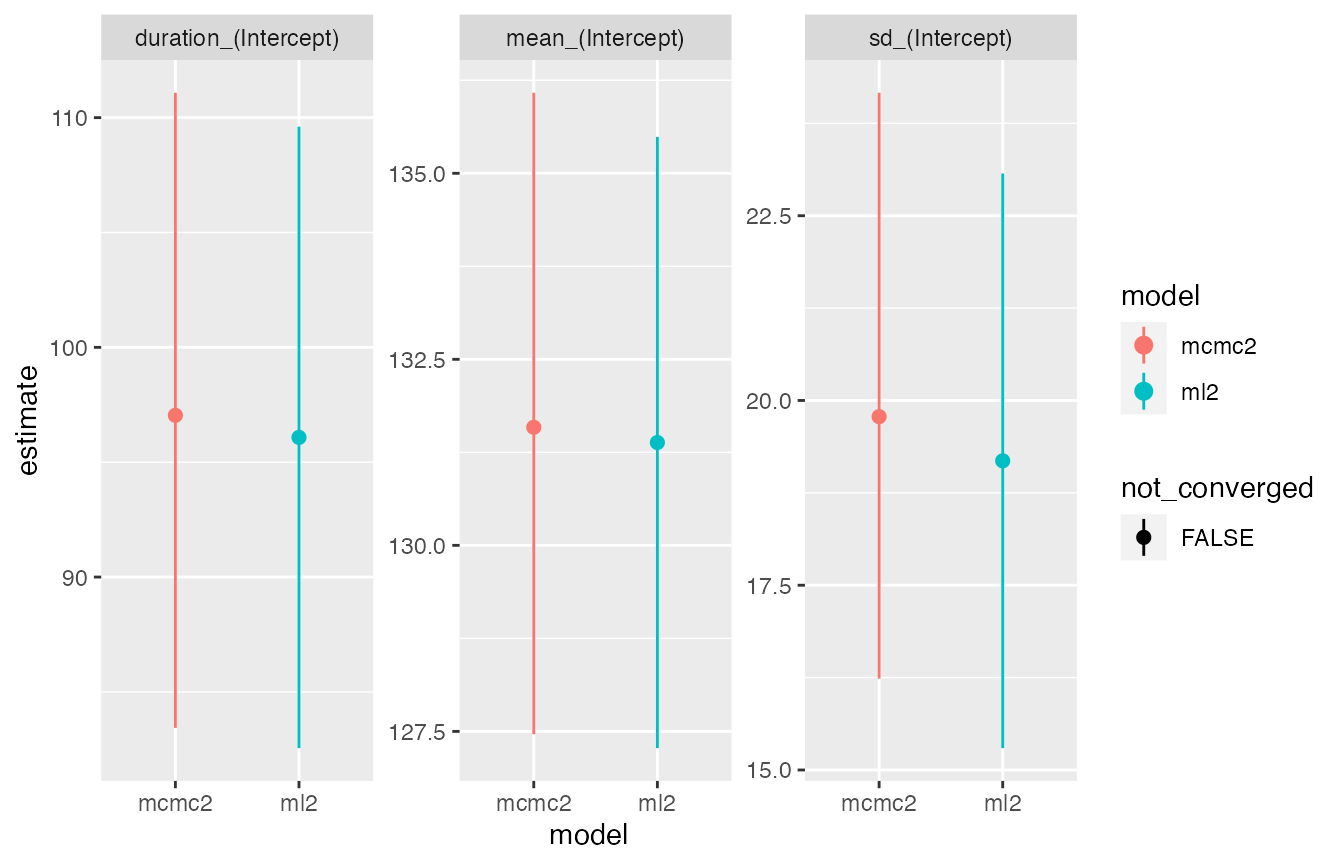 duration_(Intercept)
mean_(Intercept)
sd_(Intercept)
estimate
110
100
90
135.0
132.5
130.0
127.5
22.5
20.0
17.5
15.0
mcmc2
ml2
mcmc2
ml2
mcmc2
ml2
model
model
mcmc2
ml2
not_converged
FALSE